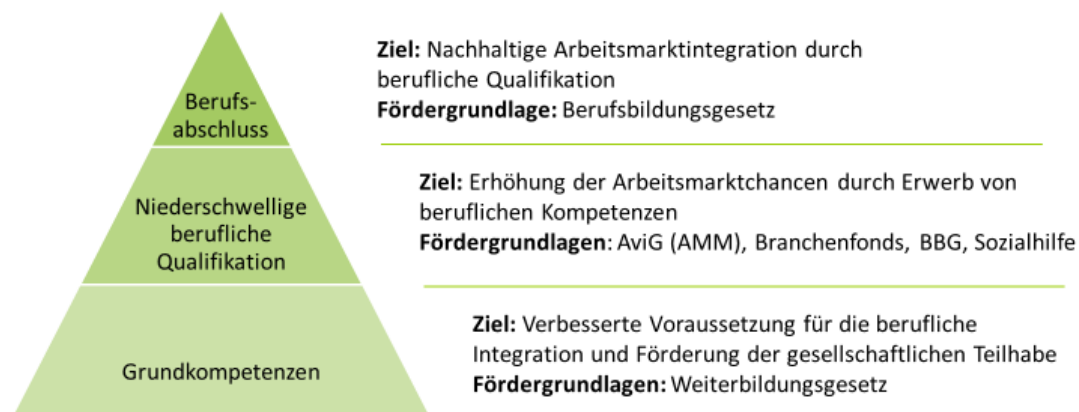 Berufs-
abschluss
Ziel: Nachhaltige Arbeitsmarktintegration durch
berufliche Qualifikation
Fördergrundlage: Berufsbildungsgesetz
Niederschwellige
berufliche
Qualifikation
Ziel: Erhöhung der Arbeitsmarktchancen durch Erwerb von
beruflichen Kompetenzen
Fördergrundlagen: AviG (AMM), Branchenfonds, BBG, Sozialhilfe
Grundkompetenzen
Ziel: Verbesserte Voraussetzung für die berufliche
Integration und Förderung der gesellschaftlichen Teilhabe
Fördergrundlagen: Weiterbildungsgesetz